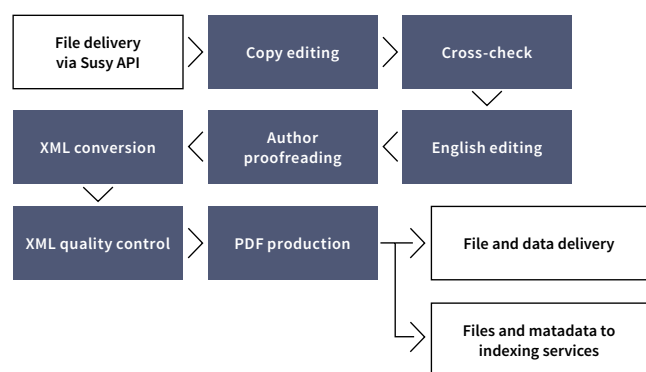 File delivery
via Susy API
Copy editing
Cross-check
English editing
Author
proofreading
XML conversion
XML quality control
PDF production
File and data delivery
Files and matadata to
indexing services